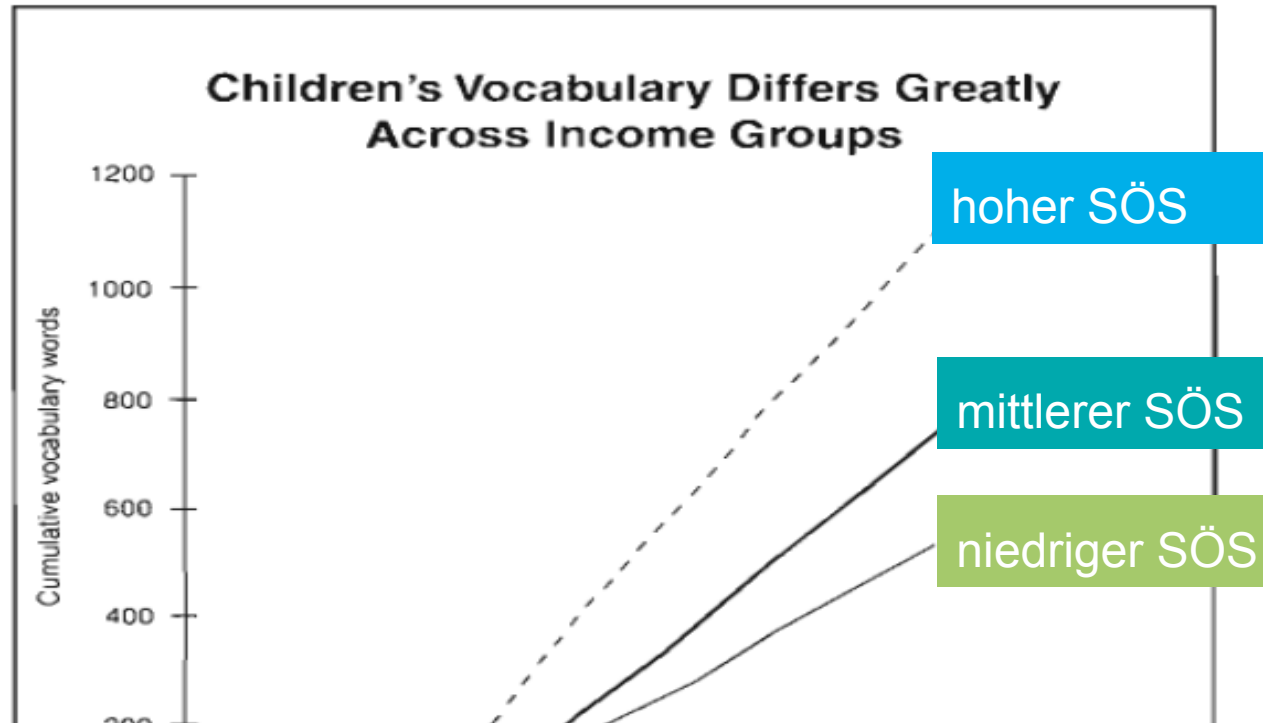 Children's Vocabulary Differs Greatly
Across Income Groups
1200
hoher SÖS
1000
Cumulative vocabulary words
800
mittlerer SÖS
600
niedriger SÖS
400